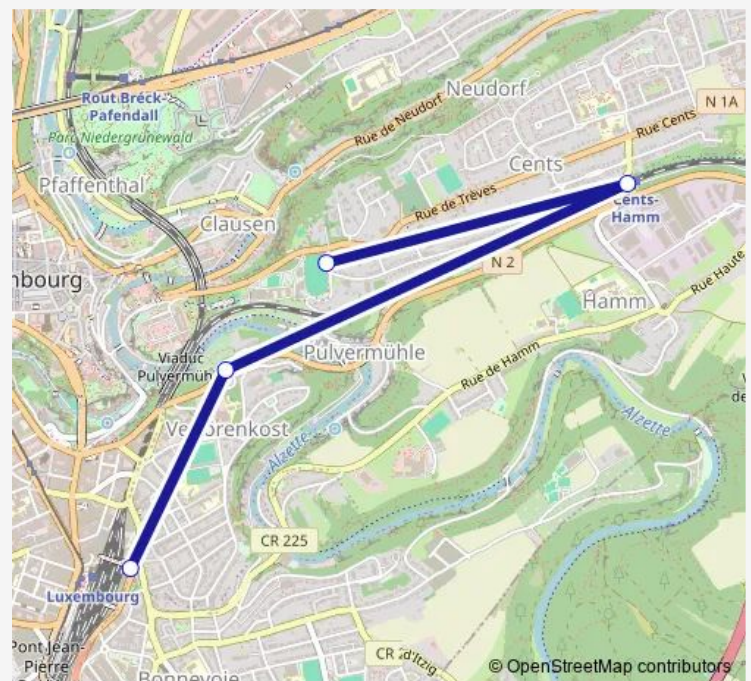 Neudorf
Rout Bréck-
Pafendall
N 1A
Parc Niedergrünewald
Rue de Neudorf
Rue Cents
Pfaffenthal
Cents
Rue de Trèves
Cents-
Hamm
Clausen
N 2
Rue Haute
Hamm
Viaduc
Pulvermüh
Pulvermühle
Rue de Hamm
Alzette
Alzette
CR 225
Luxembourg
Pont Jean-
Pierre
CR
d'Itzig
Bonnevoie
© OpenStreetMap contributors